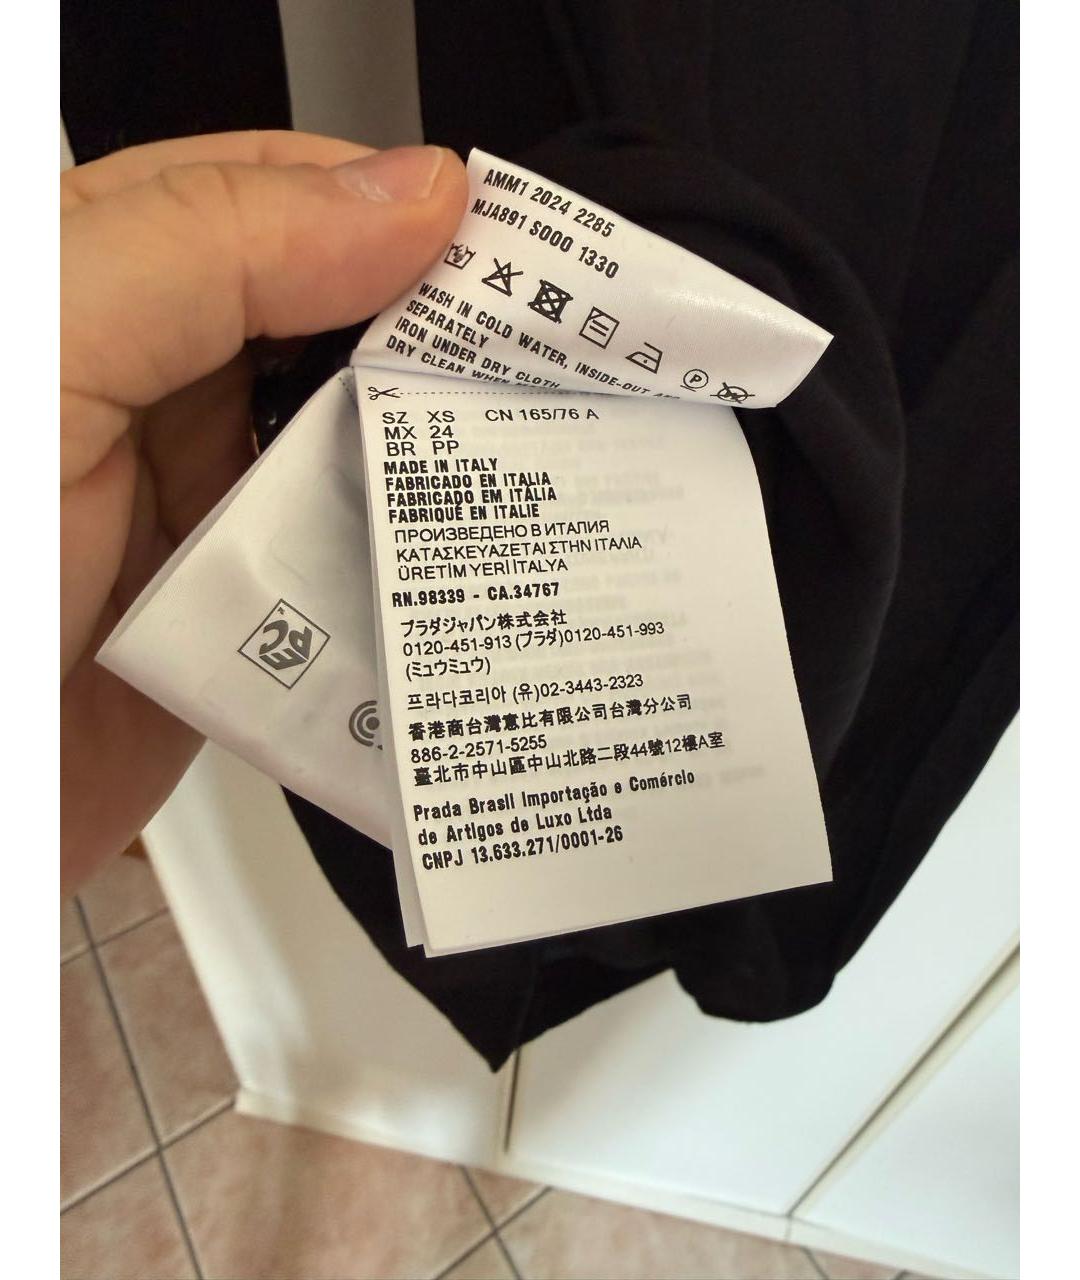 AMM1 2024 2285
MJA891 S000 1330
P
W
WASH IN COLD WATER, INSIDE-OUT AND
SEPARATELY
IRON UNDER DRY CLOTH
DRY CLEAN WHEN
SZ XS CN 165/76 A
MX 24
BR PP
MADE IN ITALY
FABRICADO EN ITALIA
FABRICADO EM ITÁLIA
FABRIQUÉ EN ITALIE
ПРОИЗВЕДЕНО В ИТАЛИЯ
ΚΑΤΑΣΚΕΥΑΖΕΤΑΙ ΣΤΗΝ ΙΤΑΛΙΑ
ÜRETİM YERİ İTALYA
RN.98339 - CA.34767
プラダジャパン株式会社
0120-451-913 (プラダ)0120-451-993
(ミュウミュウ)
프라다코리아 (유)02-3443-2323
香港商台灣意比有限公司台灣分公司
886-2-2571-5255
臺北市中山區中山北路二段44號12樓A室
Prada Brasil Importação e Comércio
de Artigos de Luxo Ltda
CNPJ 13.633.271/0001-26